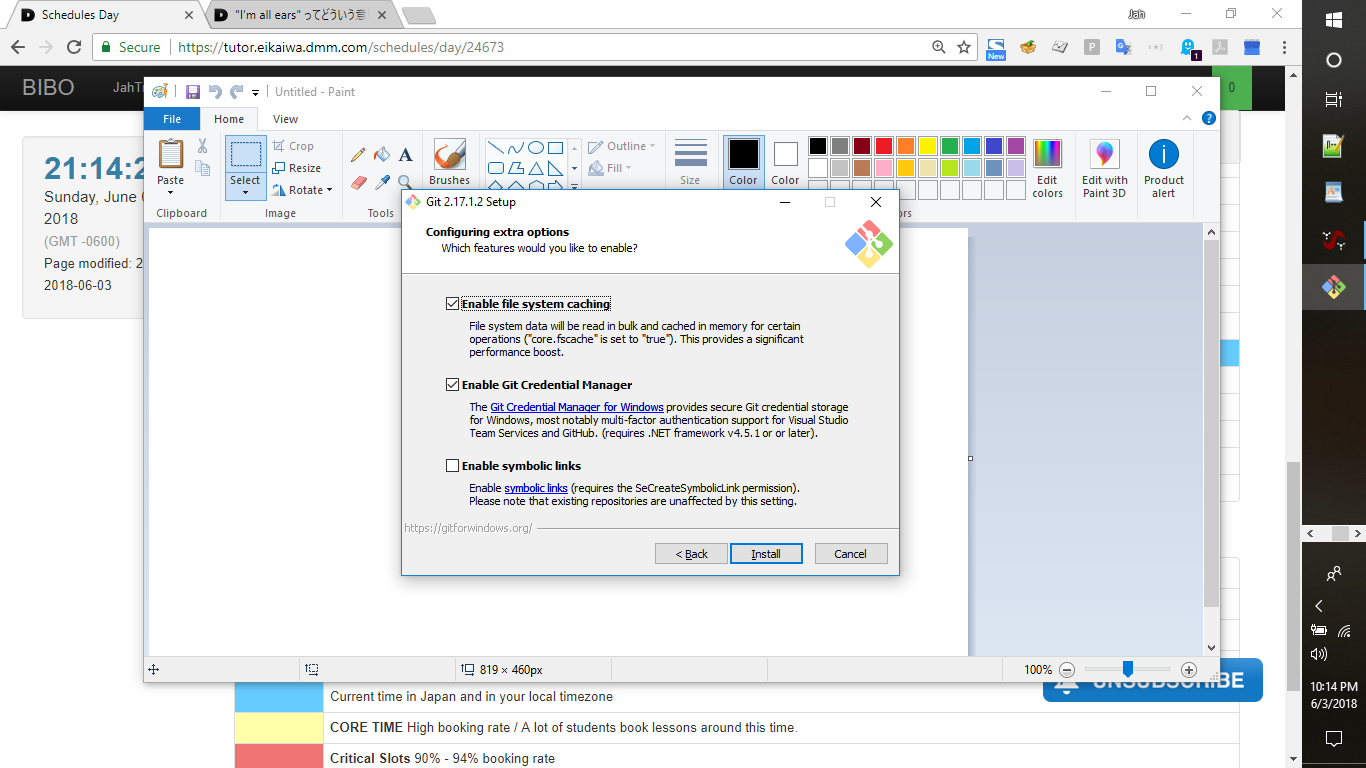 Schedules Day
"I'm all ears" ってどういう意
Jah
Secure
https://tutor.eikaiwa.dmm.com/schedules/day/24673
New
1
BIBO
JahTi
0
21:14:2
Sunday, June
2018
(GMT -0600)
Page modified: 2
2018-06-03
Untitled - Paint
File
Home
View
Paste
Select
Crop
Resize
Rotate
Brushes
Outline
Fill
Size
Color
Color
Edit
colors
Edit with
Paint 3D
Product
alert
Clipboard
Image
Tools
ors
Git 2.17.1.2 Setup
Configuring extra options
Which features would you like to enable?
Enable file system caching
File system data will be read in bulk and cached in memory for certain
operations ("core.fscache" is set to "true"). This provides a significant
performance boost.
Enable Git Credential Manager
The Git Credential Manager for Windows provides secure Git credential storage
for Windows, most notably multi-factor authentication support for Visual Studio
Team Services and GitHub. (requires .NET framework v4.5.1 or or later).
Enable symbolic links
Enable symbolic links (requires the SeCreateSymbolicLink permission).
Please note that existing repositories are unaffected by this setting.
https://gitforwindows.org/
< Back
Install
Cancel
819 × 460px
100%
UNSUBSCRIBE
Current time in Japan and in your local timezone
CORE TIME High booking rate / A lot of students book lessons around this time.
Critical Slots 90% - 94% booking rate
10:14 PM
6/3/2018